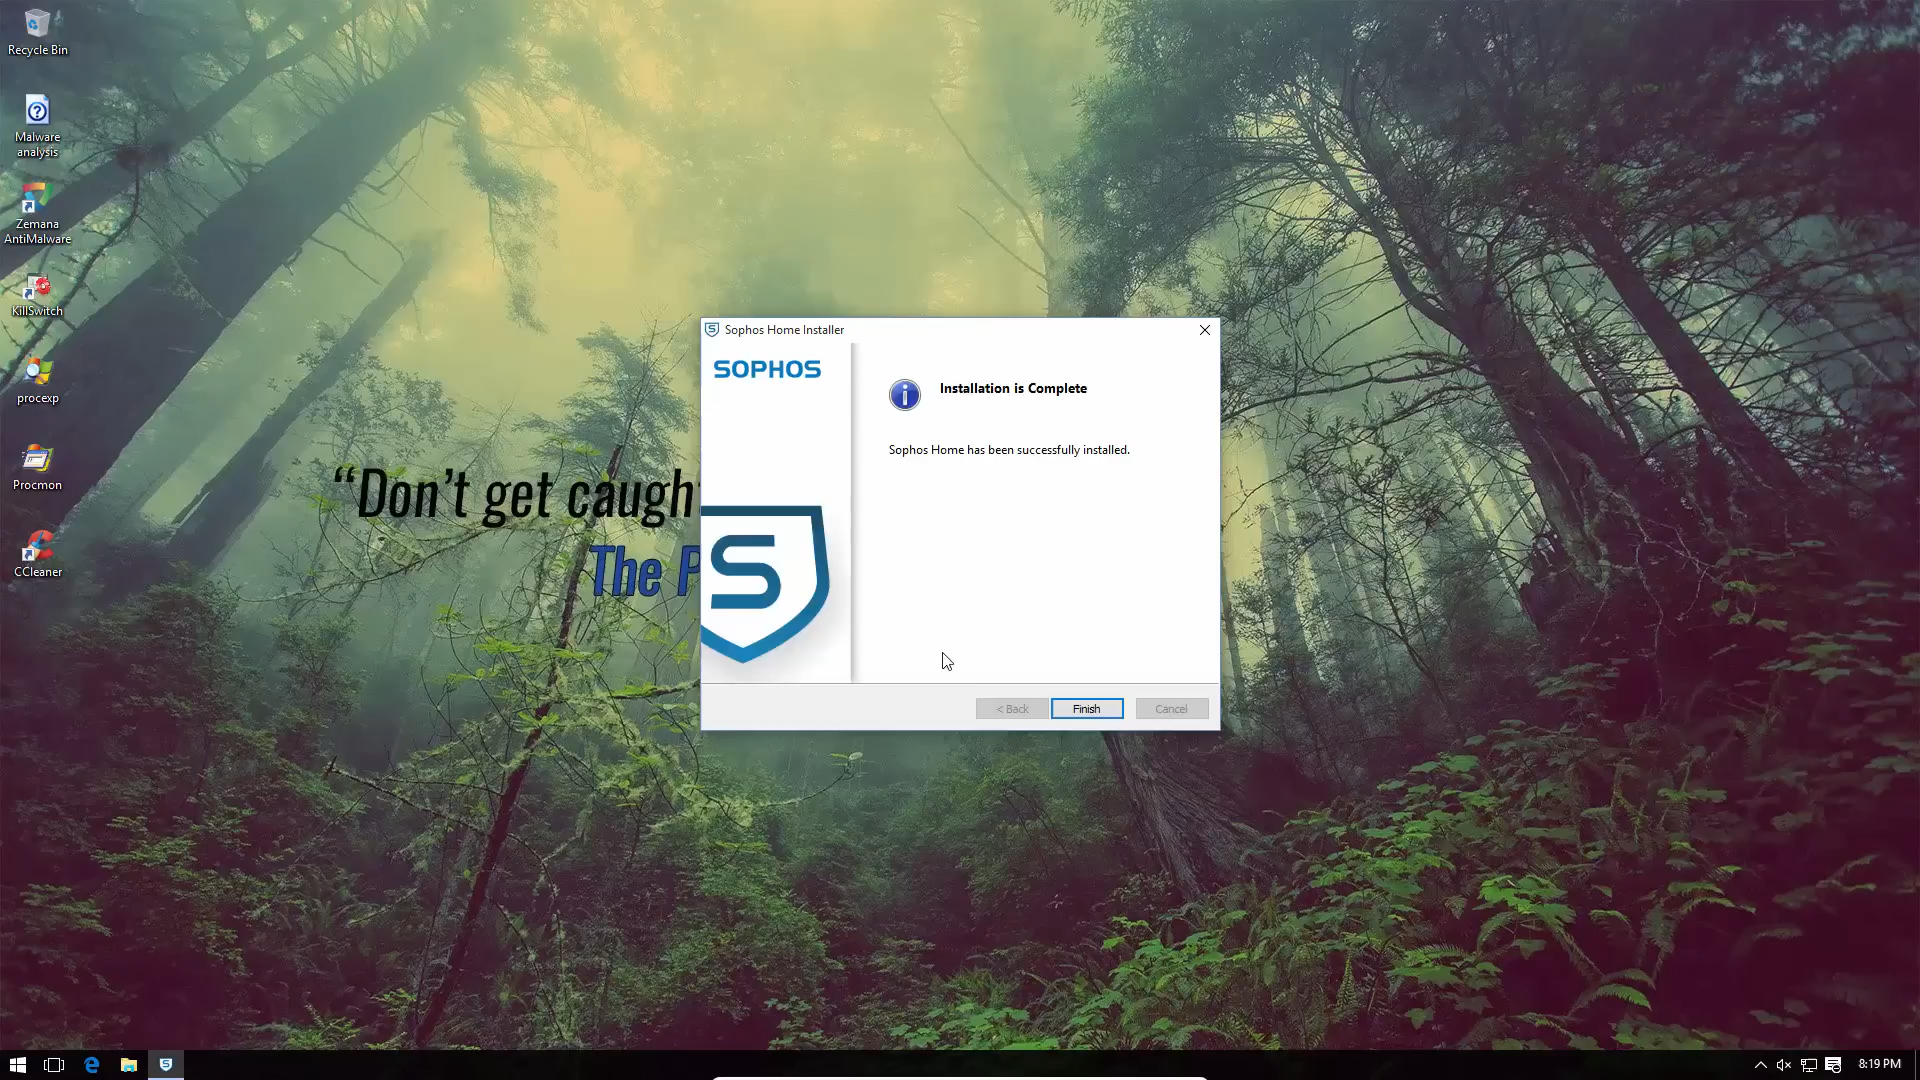 Recycle Bin
Malware
analysis
Zemana
AntiMalware
KillSwitch
procexp
Procmon
CCleaner
“Don’t get caugh
The P
Sophos Home Installer
SOPHOS
Installation is Complete
Sophos Home has been successfully installed.
S
< Back
Finish
Cancel
8:19 PM